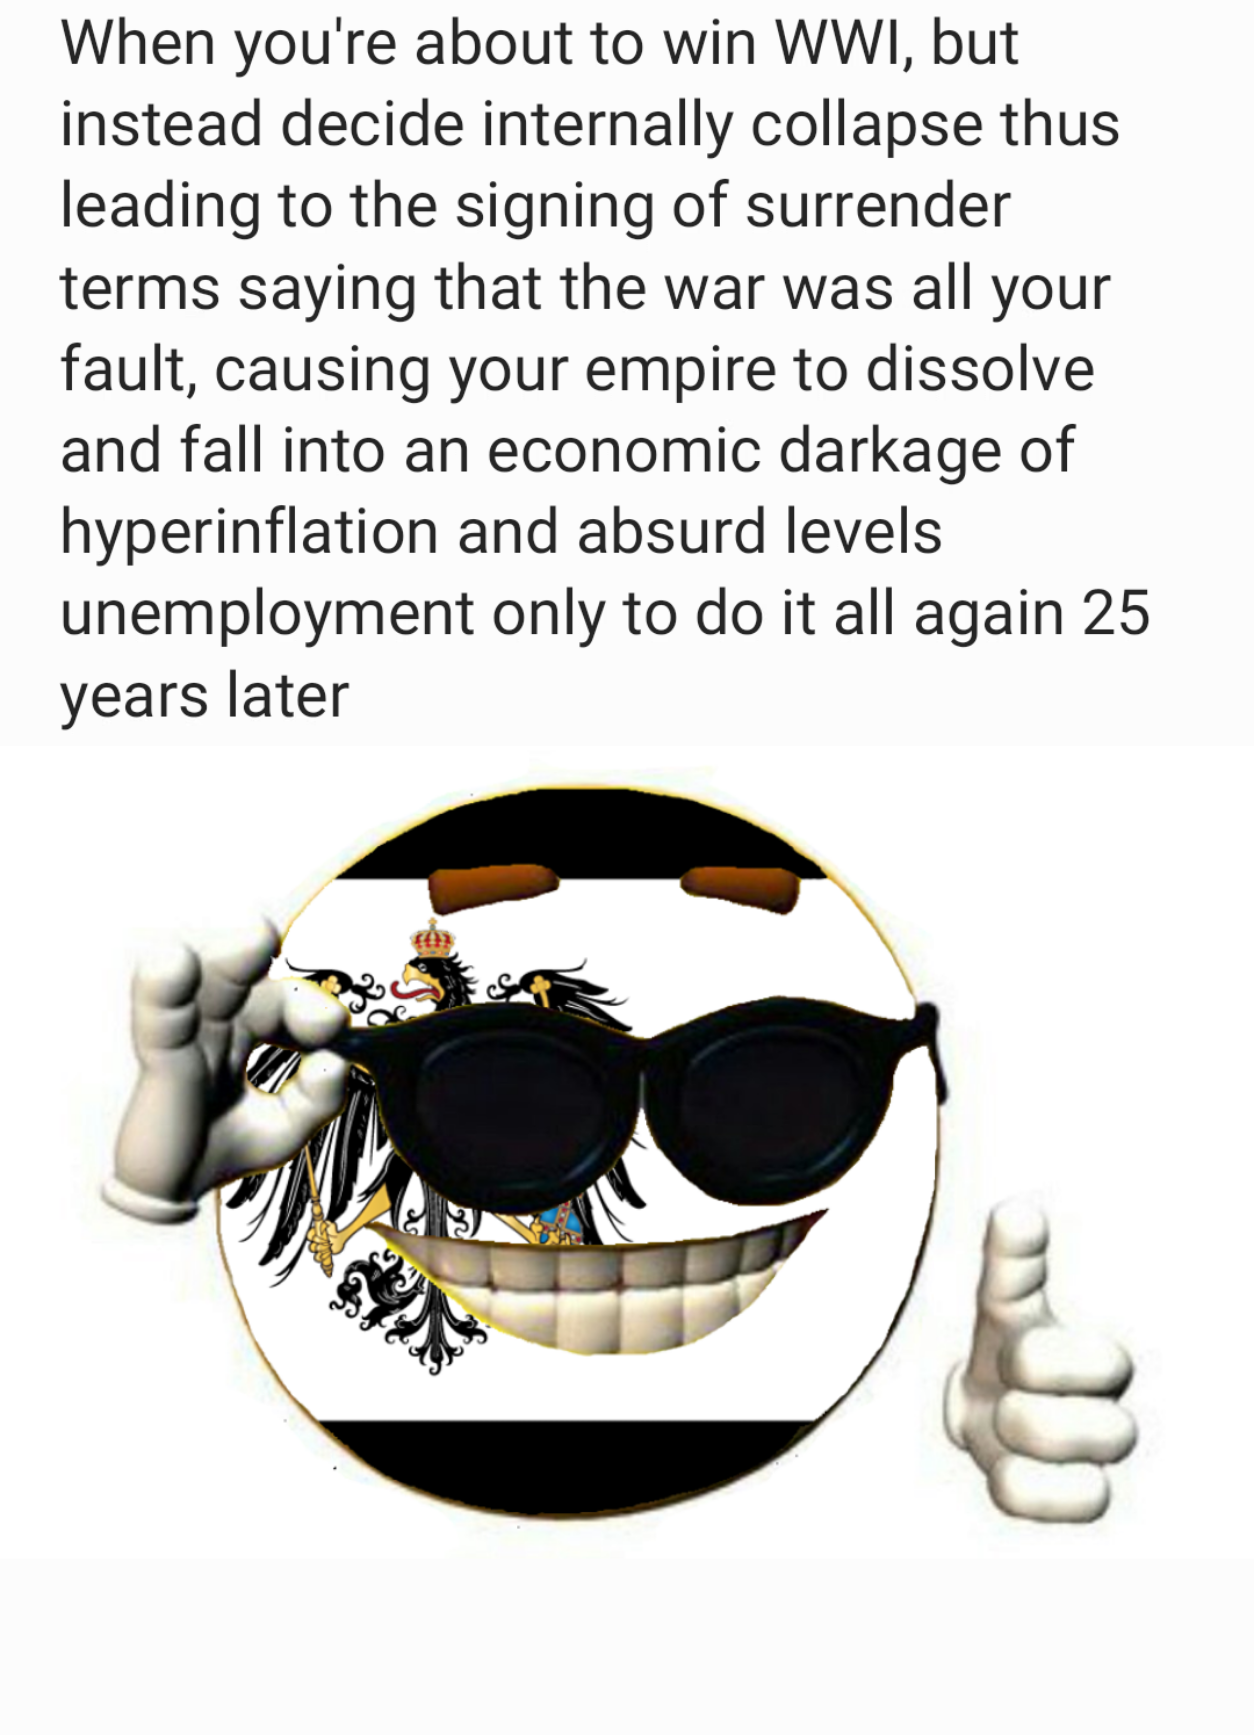 When you're about to win WWI, but
instead decide internally collapse thus
leading to the signing of surrender
terms saying that the war was all your
fault, causing your empire to dissolve
and fall into an economic darkage of
hyperinflation and absurd levels
unemployment only to do it all again 25
years later